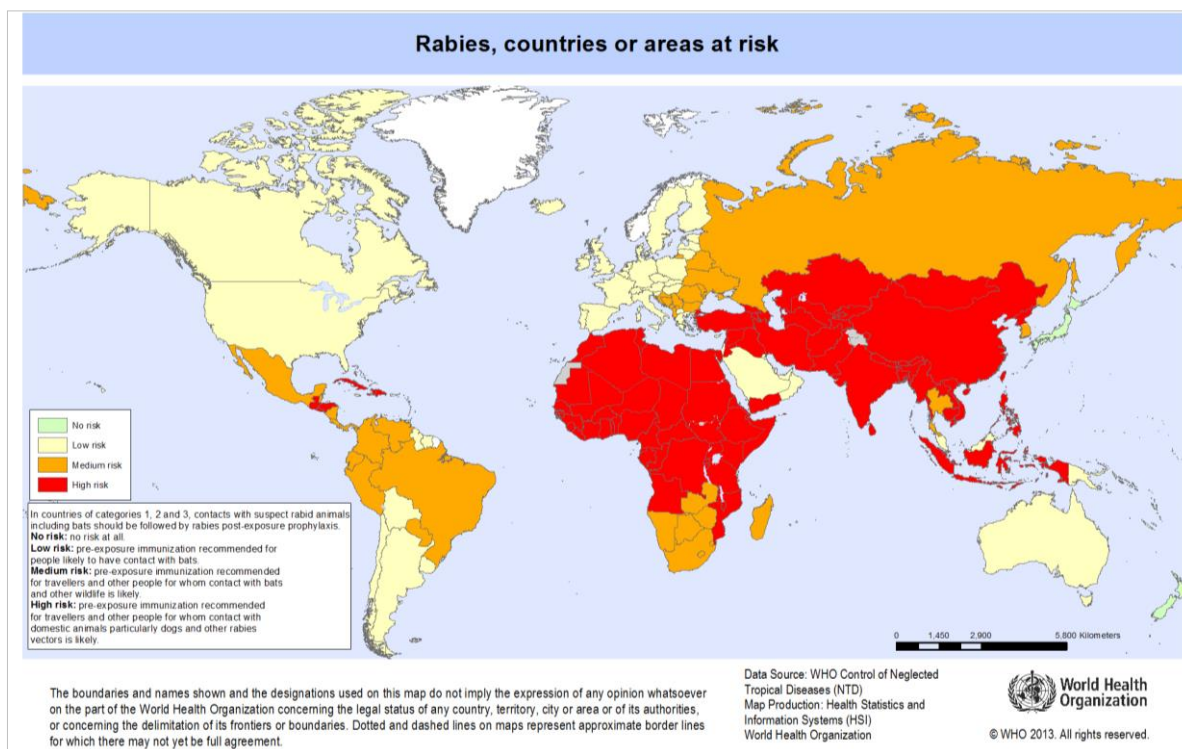 Rabies, countries or areas at risk
No risk
Low risk
Medium risk
High risk
In countries of categories 1, 2 and 3, contacts with suspect rabid animals
including bats should be followed by rabies post-exposure prophylaxis.
No risk: no risk at all.
Low risk: pre-exposure immunization recommended for
people likely to have contact with bats.
Medium risk: pre-exposure immunization recommended
for travellers and other people for whom contact with bats
and other wildlife is likely.
High risk: pre-exposure immunization recommended
for travellers and other people for whom contact with
domestic animals particularly dogs and other rabies
vectors is likely.
0 1,450 2,900 5,800 Kilometers
The boundaries and names shown and the designations used on this map do not imply the expression of any opinion whatsoever
on the part of the World Health Organization concerning the legal status of any country, territory, city or area or of its authorities,
or concerning the delimitation of its frontiers or boundaries. Dotted and dashed lines on maps represent approximate border lines
for which there may not yet be full agreement.
Data Source: WHO Control of Neglected
Tropical Diseases (NTD)
Map Production: Health Statistics and
Information Systems (HSI)
World Health Organization
World Health
Organization
© WHO 2013. All rights reserved.